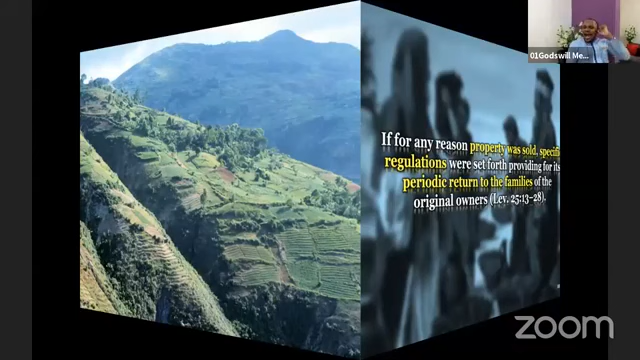 01Godswill Me...
If for any reason property was sold, specific
regulations were set forth providing for its
periodic return to the families of the
original owners (Lev. 25:13–28).
zoom